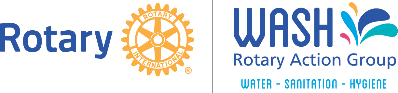 Rotary
ROTARY
INTERNATIONAL
®
WASH
Rotary Action Group
WATER - SANITATION - HYGIENE